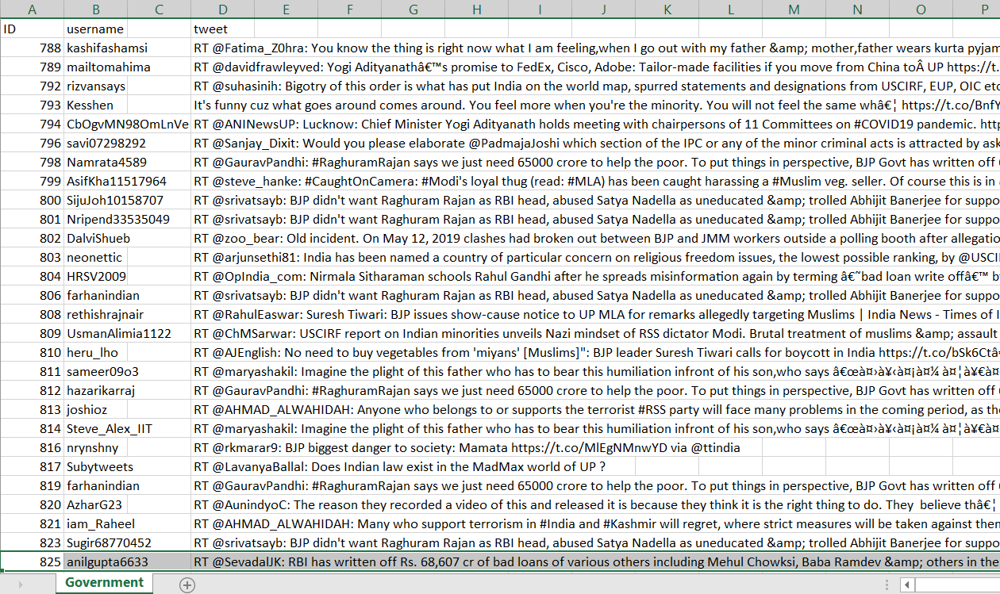 A B C D E F G H I J K L M N O P
ID username tweet
788 kashifashamsi RT @Fatima_Z0hra: You know the thing is right now what I am feeling,when I go out with my father &amp; mother,father wears kurta pyjam
789 mailtomahima RT @davidfrawleyved: Yogi Adityanathâ€™s promise to FedEx, Cisco, Adobe: Tailor-made facilities if you move from China toÂ UP https://t.
792 rizvansays RT @suhasinih: Bigotry of this order is what has put India on the world map, spurred statements and designations from USCIRF, EUP, OIC etc
793 Kesshen It's funny cuz what goes around comes around. You feel more when you're the minority. You will not feel the same whâ€¦ https://t.co/BnfY
794 CbOgvMN98OmLnVe RT @ANINewsUP: Lucknow: Chief Minister Yogi Adityanath holds meeting with chairpersons of 11 Committees on #COVID19 pandemic. http
796 savi07298292 RT @Sanjay_Dixit: Would you please elaborate @PadmajaJoshi which section of the IPC or any of the minor criminal acts is attracted by ask
798 Namrata4589 RT @GauravPandhi: #RaghuramRajan says we just need 65000 crore to help the poor. To put things in perspective, BJP Govt has written off
799 AsifKha11517964 RT @steve_hanke: #CaughtOnCamera: #Modi's loyal thug (read: #MLA) has been caught harassing a #Muslim veg. seller. Of course this is in
800 SijuJoh10158707 RT @srivatsayb: BJP didn't want Raghuram Rajan as RBI head, abused Satya Nadella as uneducated &amp; trolled Abhijit Banerjee for suppo
801 Nripend33535049 RT @srivatsayb: BJP didn't want Raghuram Rajan as RBI head, abused Satya Nadella as uneducated &amp; trolled Abhijit Banerjee for suppo
802 DalviShueb RT @zoo_bear: Old incident. On May 12, 2019 clashes had broken out between BJP and JMM workers outside a polling booth after allegatio
803 neonettic RT @arjunsethi81: India has been named a country of particular concern on religious freedom issues, the lowest possible ranking, by @USCI
804 HRSV2009 RT @OpIndia_com: Nirmala Sitharaman schools Rahul Gandhi after he spreads misinformation again by terming â€˜bad loan write offâ€™ b
806 farhanindian RT @srivatsayb: BJP didn't want Raghuram Rajan as RBI head, abused Satya Nadella as uneducated &amp; trolled Abhijit Banerjee for suppo
808 rethishrajnair RT @RahulEaswar: Suresh Tiwari: BJP issues show-cause notice to UP MLA for remarks allegedly targeting Muslims | India News - Times of I
809 UsmanAlimia1122 RT @ChMSarwar: USCIRF report on Indian minorities unveils Nazi mindset of RSS dictator Modi. Brutal treatment of muslims &amp; assault
810 heru_lho RT @AJEnglish: No need to buy vegetables from 'miyans' [Muslims]": BJP leader Suresh Tiwari calls for boycott in India https://t.co/bSk6Ctâ
811 sameer09o3 RT @maryashakil: Imagine the plight of this father who has to bear this humiliation infront of his son,who says â€œà¤›à¥‹à¤¡à¤¼ à¤¦à¥€à¤
812 hazarikarraj RT @GauravPandhi: #RaghuramRajan says we just need 65000 crore to help the poor. To put things in perspective, BJP Govt has written off
813 joshioz RT @AHMAD_ALWAHIDAH: Anyone who belongs to or supports the terrorist #RSS party will face many problems in the coming period, as the
814 Steve_Alex_IIT RT @maryashakil: Imagine the plight of this father who has to bear this humiliation infront of his son,who says â€œà¤›à¥‹à¤¡à¤¼ à¤¦à¥€à¤
816 nrynshny RT @rkmarar9: BJP biggest danger to society: Mamata https://t.co/MlEgNMnwYD via @ttindia
817 Subytweets RT @LavanyaBallal: Does Indian law exist in the MadMax world of UP ?
819 farhanindian RT @GauravPandhi: #RaghuramRajan says we just need 65000 crore to help the poor. To put things in perspective, BJP Govt has written off
820 AzharG23 RT @AunindyoC: The reason they recorded a video of this and released it is because they think it is the right thing to do. They believe thâ€¦
821 iam_Raheel RT @AHMAD_ALWAHIDAH: Many who support terrorism in #India and #Kashmir will regret, where strict measures will be taken against them
823 Sugir68770452 RT @srivatsayb: BJP didn't want Raghuram Rajan as RBI head, abused Satya Nadella as uneducated &amp; trolled Abhijit Banerjee for suppo
825 anilgupta6633 RT @SevadalJK: RBI has written off Rs. 68,607 cr of bad loans of various others including Mehul Chowksi, Baba Ramdev &amp; others in the
Government